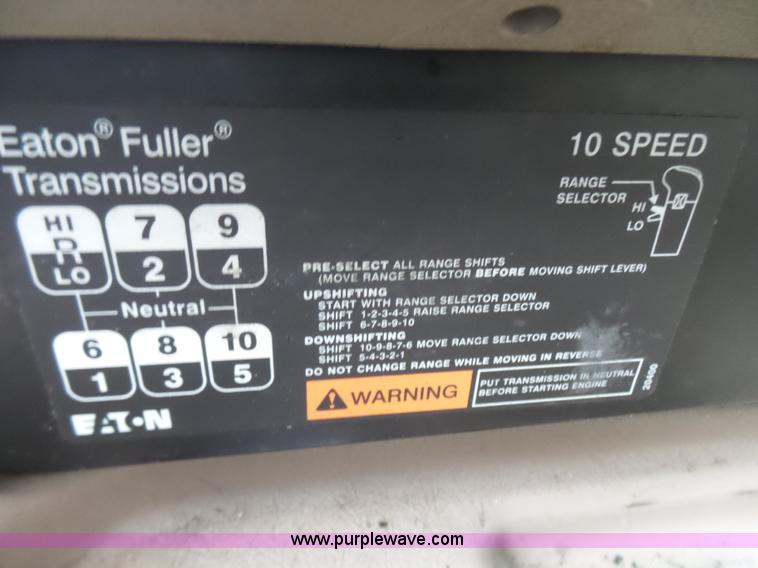 Eaton® Fuller®
Transmissions
10 SPEED
RANGE
SELECTOR
HI
LO
HI
R
LO
7
2
9
4
Neutral
6
1
8
3
10
5
EATON
PRE-SELECT ALL RANGE SHIFTS
(MOVE RANGE SELECTOR BEFORE MOVING SHIFT LEVER)
UPSHIFTING
START WITH RANGE SELECTOR DOWN
SHIFT 1-2-3-4-5 RAISE RANGE SELECTOR
SHIFT 6-7-8-9-10
DOWNSHIFTING
SHIFT 10-9-8-7-6 MOVE RANGE SELECTOR DOWN
SHIFT 5-4-3-2-1
DO NOT CHANGE RANGE WHILE MOVING IN REVERSE
WARNING
PUT TRANSMISSION IN NEUTRAL
BEFORE STARTING ENGINE
20400
www.purplewave.com